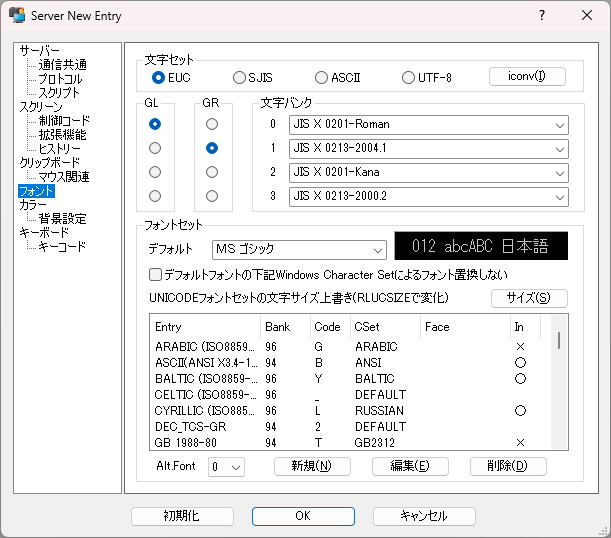 Server New Entry
サーバー
通信共通
プロトコル
スクリプト
スクリーン
制御コード
拡張機能
ヒストリー
クリップボード
マウス関連
フォント
カラー
背景設定
キーボード
キーコード
文字セット
EUC SJIS ASCII UTF-8 iconv(I)
GL GR 文字バンク
0 JIS X 0201-Roman
1 JIS X 0213-2004.1
2 JIS X 0201-Kana
3 JIS X 0213-2000.2
フォントセット
デフォルト MS ゴシック 012 abcABC 日本語
デフォルトフォントの下記Windows Character Setによるフォント置換しない
UNICODEフォントセットの文字サイズ上書き(RLUCSIZEで変化) サイズ(S)
Entry Bank Code CSet Face In
ARABIC (ISO8859... 96 G ARABIC ×
ASCII(ANSI X3.4-1... 94 B ANSI ○
BALTIC (ISO8859-... 96 Y BALTIC ○
CELTIC (ISO8859-... 96 _ DEFAULT
CYRILLIC (ISO885... 96 L RUSSIAN ○
DEC_TCS-GR 94 2 DEFAULT
GB 1988-80 94 T GB2312 ×
Alt.Font 0 新規(N) 編集(E) 削除(D)
初期化 OK キャンセル